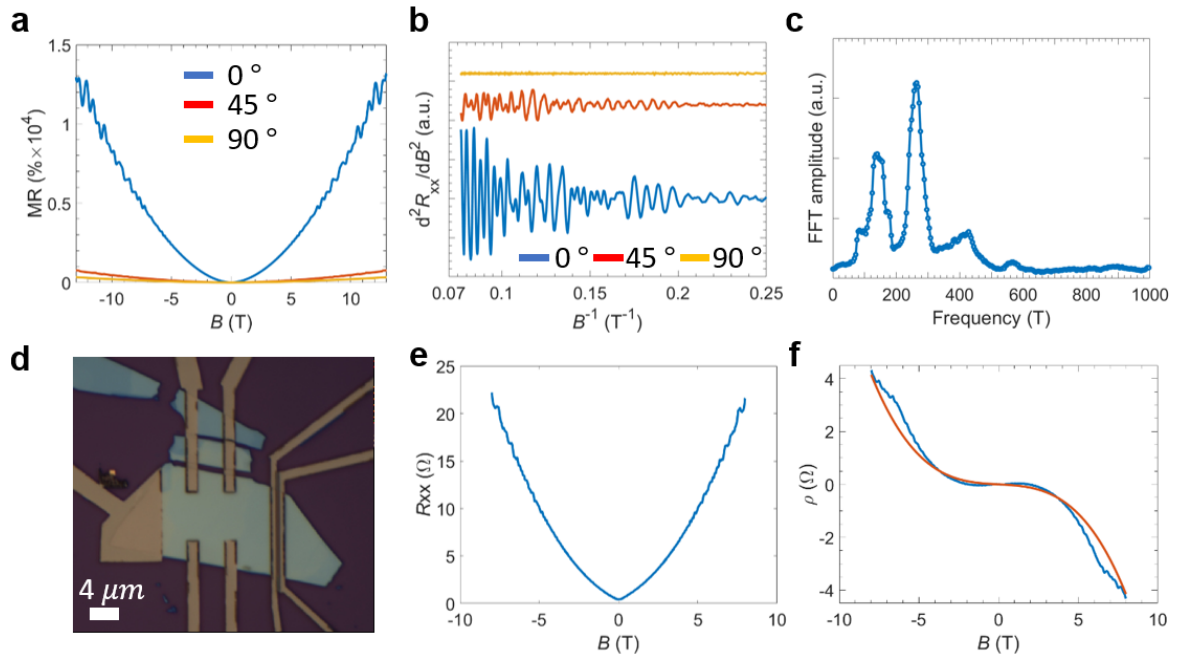 a
MR (%×10⁴)
1.5
1
0.5
0
0 °
45 °
90 °
-10 -5 0 5 10
B (T)
b
d²Rₓₓ/dB² (a.u.)
0 ° 45 ° 90 °
0.07 0.1 0.15 0.2 0.25
B⁻¹ (T⁻¹)
c
FFT amplitude (a.u.)
0 200 400 600 800 1000
Frequency (T)
d
4 μm
e
Rxx (Ω)
25
20
15
10
5
0
-10 -5 0 5 10
B (T)
f
ρ (Ω)
4
2
0
-2
-4
-10 -5 0 5 10
B (T)